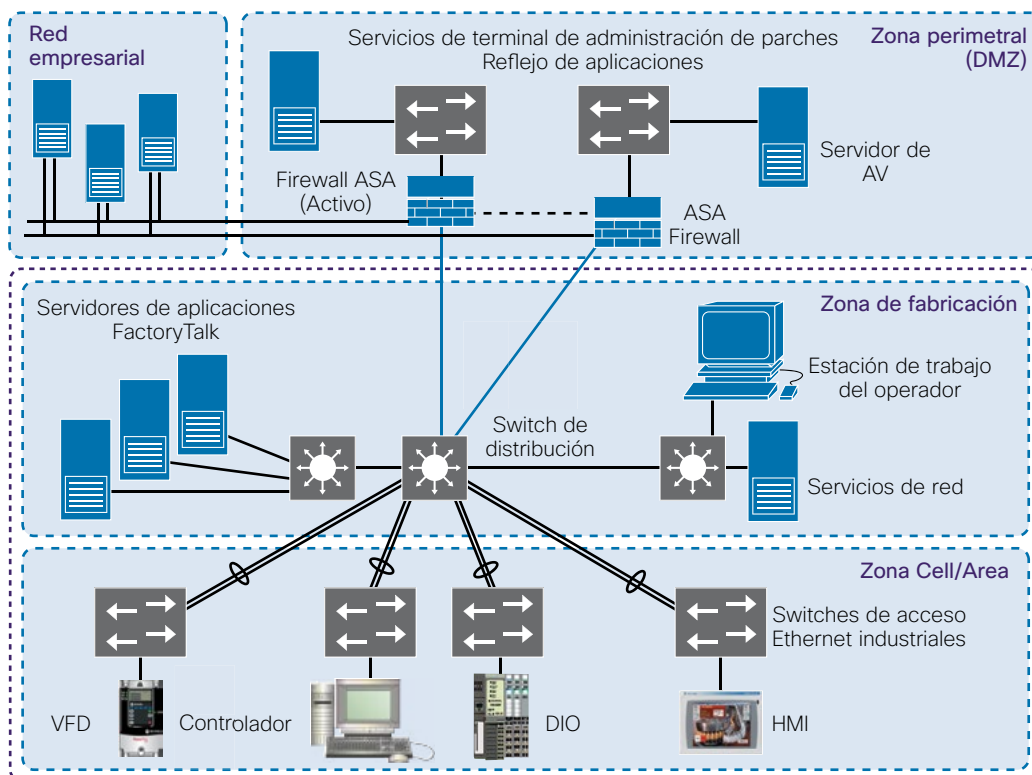 Red
empresarial
Servicios de terminal de administración de parches
Reflejo de aplicaciones
Zona perimetral
(DMZ)
Servidor de
AV
Firewall ASA
(Activo)
ASA
Firewall
Servidores de aplicaciones
FactoryTalk
Zona de fabricación
Estación de trabajo
del operador
Switch de
distribución
Servicios de red
Zona Cell/Area
Switches de acceso
Ethernet industriales
VFD
Controlador
DIO
HMI